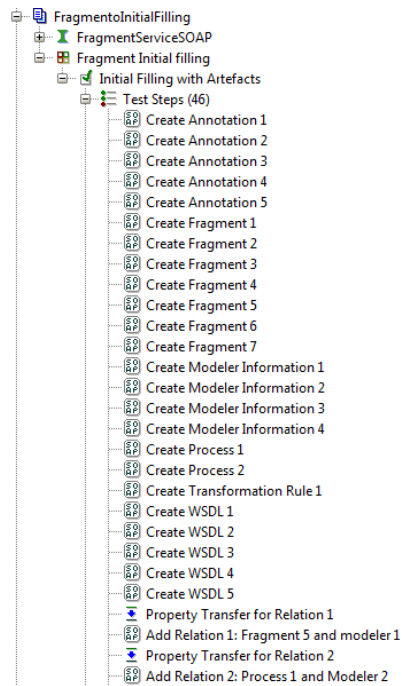 FragmentoInitialFilling
FragmentServiceSOAP
Fragment Initial filling
Initial Filling with Artefacts
Test Steps (46)
Create Annotation 1
Create Annotation 2
Create Annotation 3
Create Annotation 4
Create Annotation 5
Create Fragment 1
Create Fragment 2
Create Fragment 3
Create Fragment 4
Create Fragment 5
Create Fragment 6
Create Fragment 7
Create Modeler Information 1
Create Modeler Information 2
Create Modeler Information 3
Create Modeler Information 4
Create Process 1
Create Process 2
Create Transformation Rule 1
Create WSDL 1
Create WSDL 2
Create WSDL 3
Create WSDL 4
Create WSDL 5
Property Transfer for Relation 1
Add Relation 1: Fragment 5 and modeler 1
Property Transfer for Relation 2
Add Relation 2: Process 1 and Modeler 2